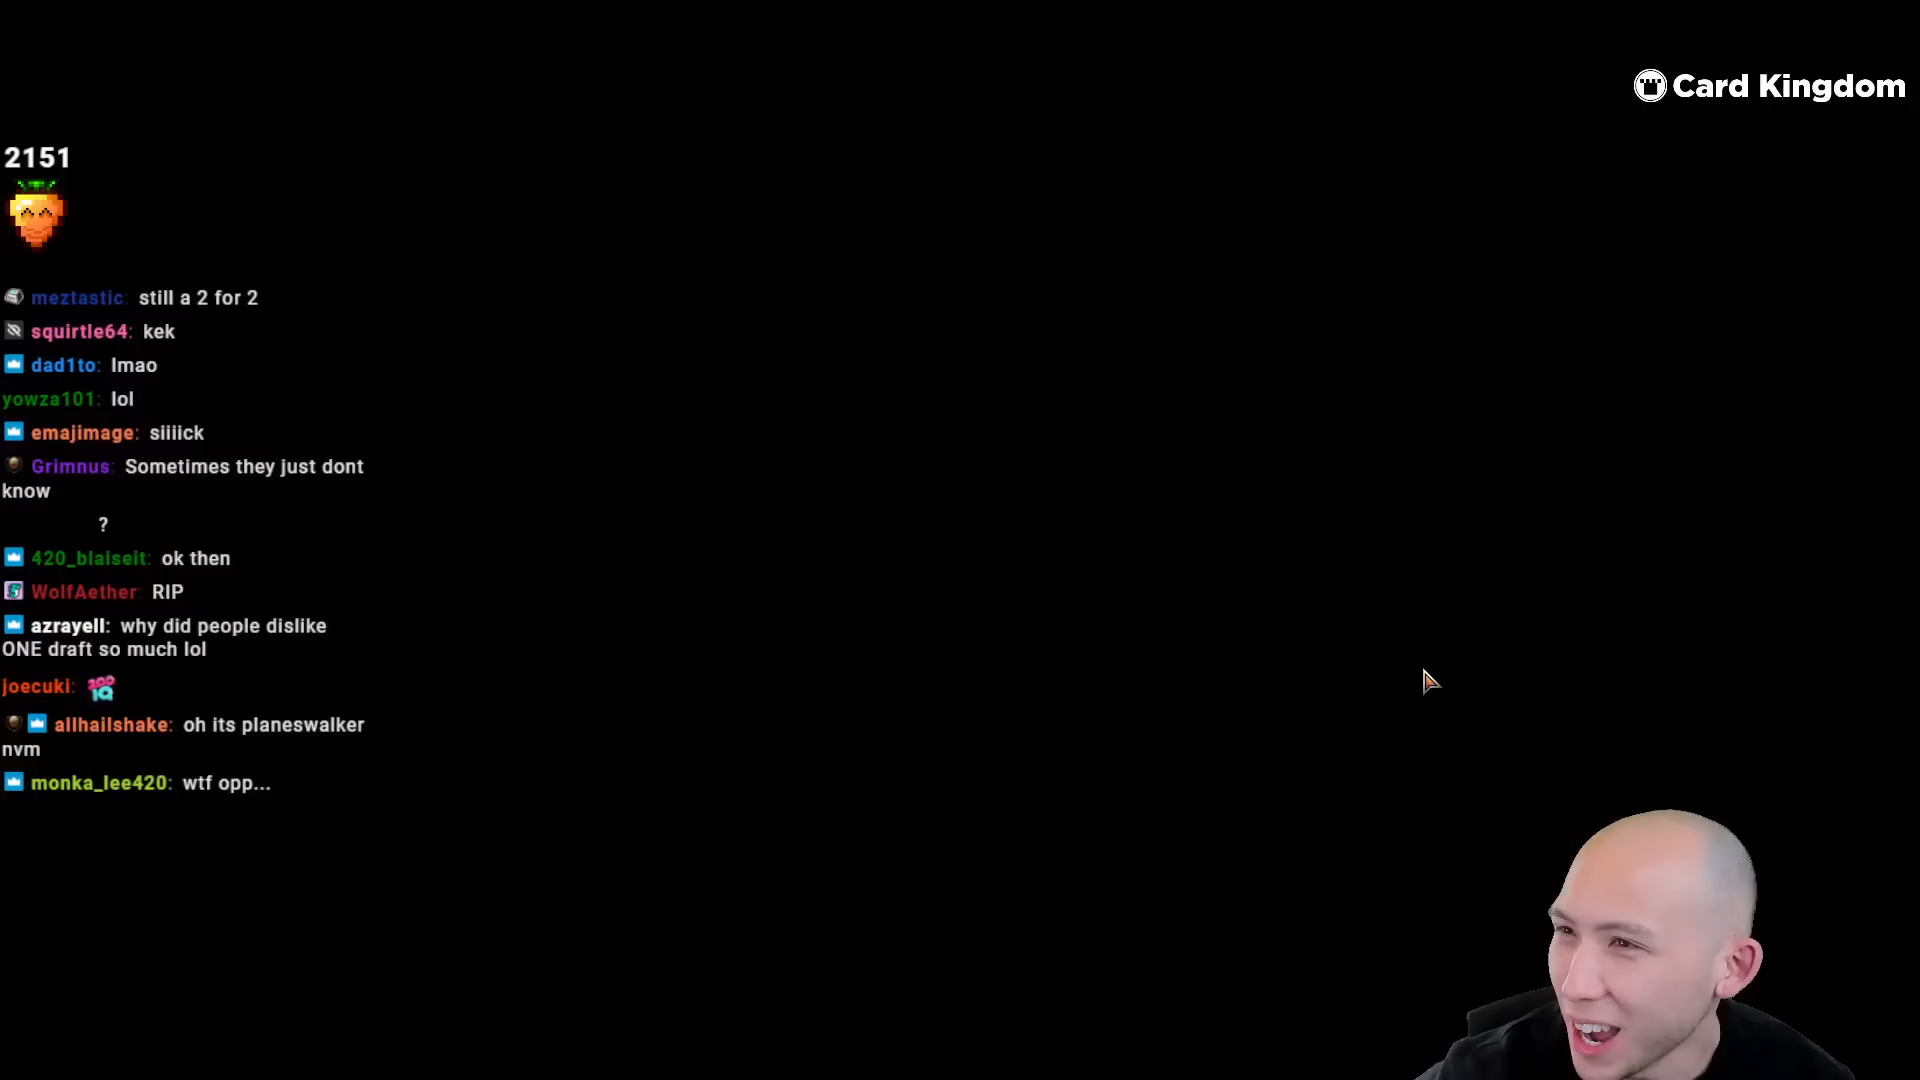 Card Kingdom
2151
meztastic: still a 2 for 2
squirtle64: kek
dad1to: lmao
yowza101: lol
emajimage: siiiick
Grimnus: Sometimes they just dont
know
?
420_blaiseit: ok then
WolfAether: RIP
azrayell: why did people dislike
ONE draft so much lol
joecuki: 200 IQ
allhailshake: oh its planeswalker
nvm
monka_lee420: wtf opp...